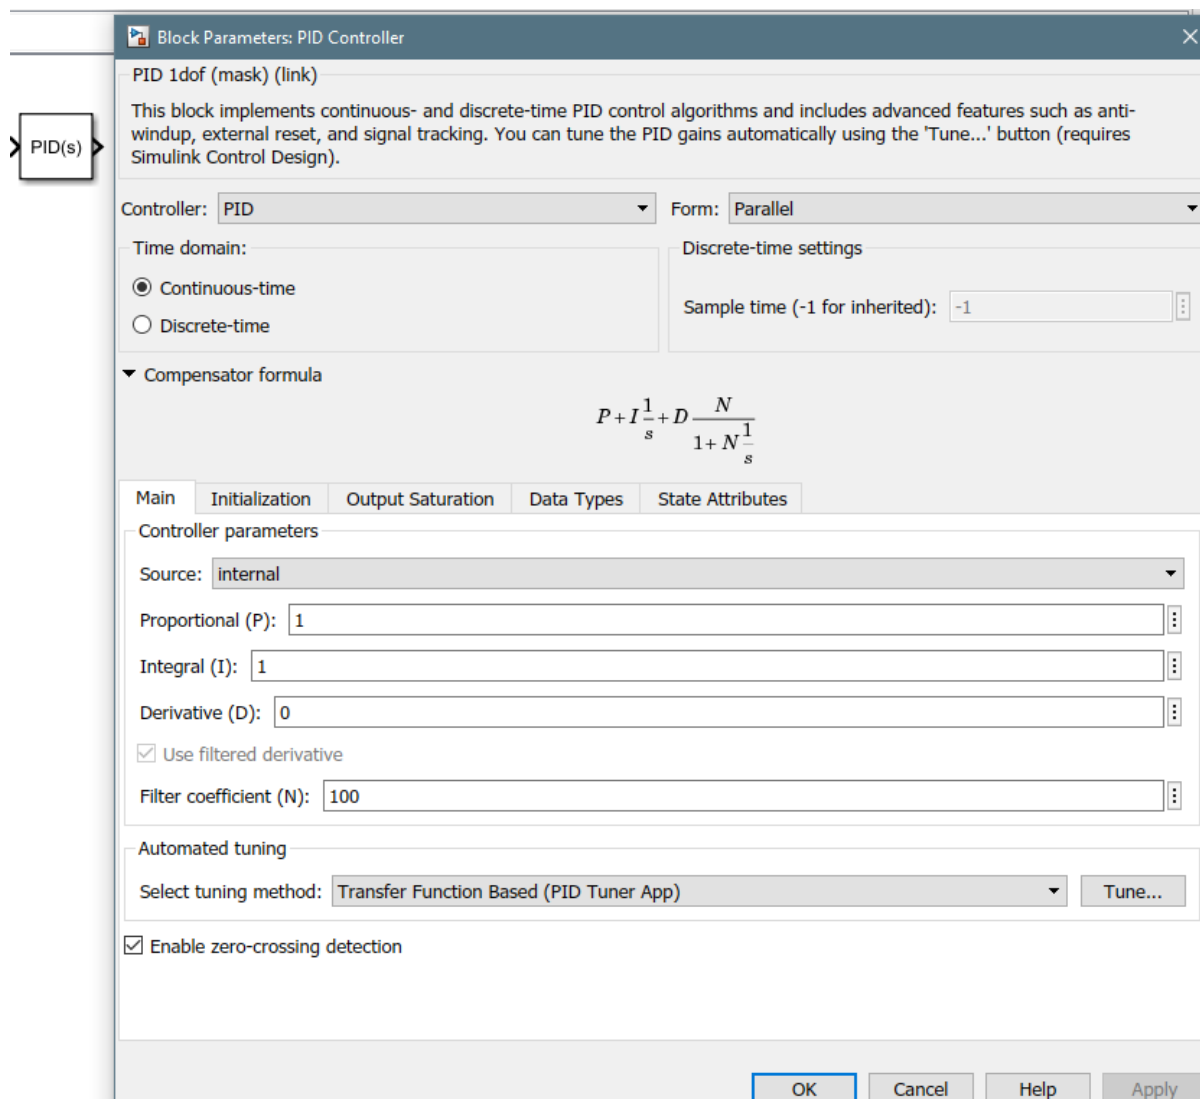 Block Parameters: PID Controller
PID 1dof (mask) (link)
This block implements continuous- and discrete-time PID control algorithms and includes advanced features such as anti-
windup, external reset, and signal tracking. You can tune the PID gains automatically using the 'Tune...' button (requires
Simulink Control Design).
PID(s)
Controller: PID Form: Parallel
Time domain: Discrete-time settings
Continuous-time
Sample time (-1 for inherited): -1
Discrete-time
Compensator formula
P + I 1/s + D N/(1 + N 1/s)
Main Initialization Output Saturation Data Types State Attributes
Controller parameters
Source: internal
Proportional (P): 1
Integral (I): 1
Derivative (D): 0
Use filtered derivative
Filter coefficient (N): 100
Automated tuning
Select tuning method: Transfer Function Based (PID Tuner App) Tune...
Enable zero-crossing detection
OK Cancel Help Apply